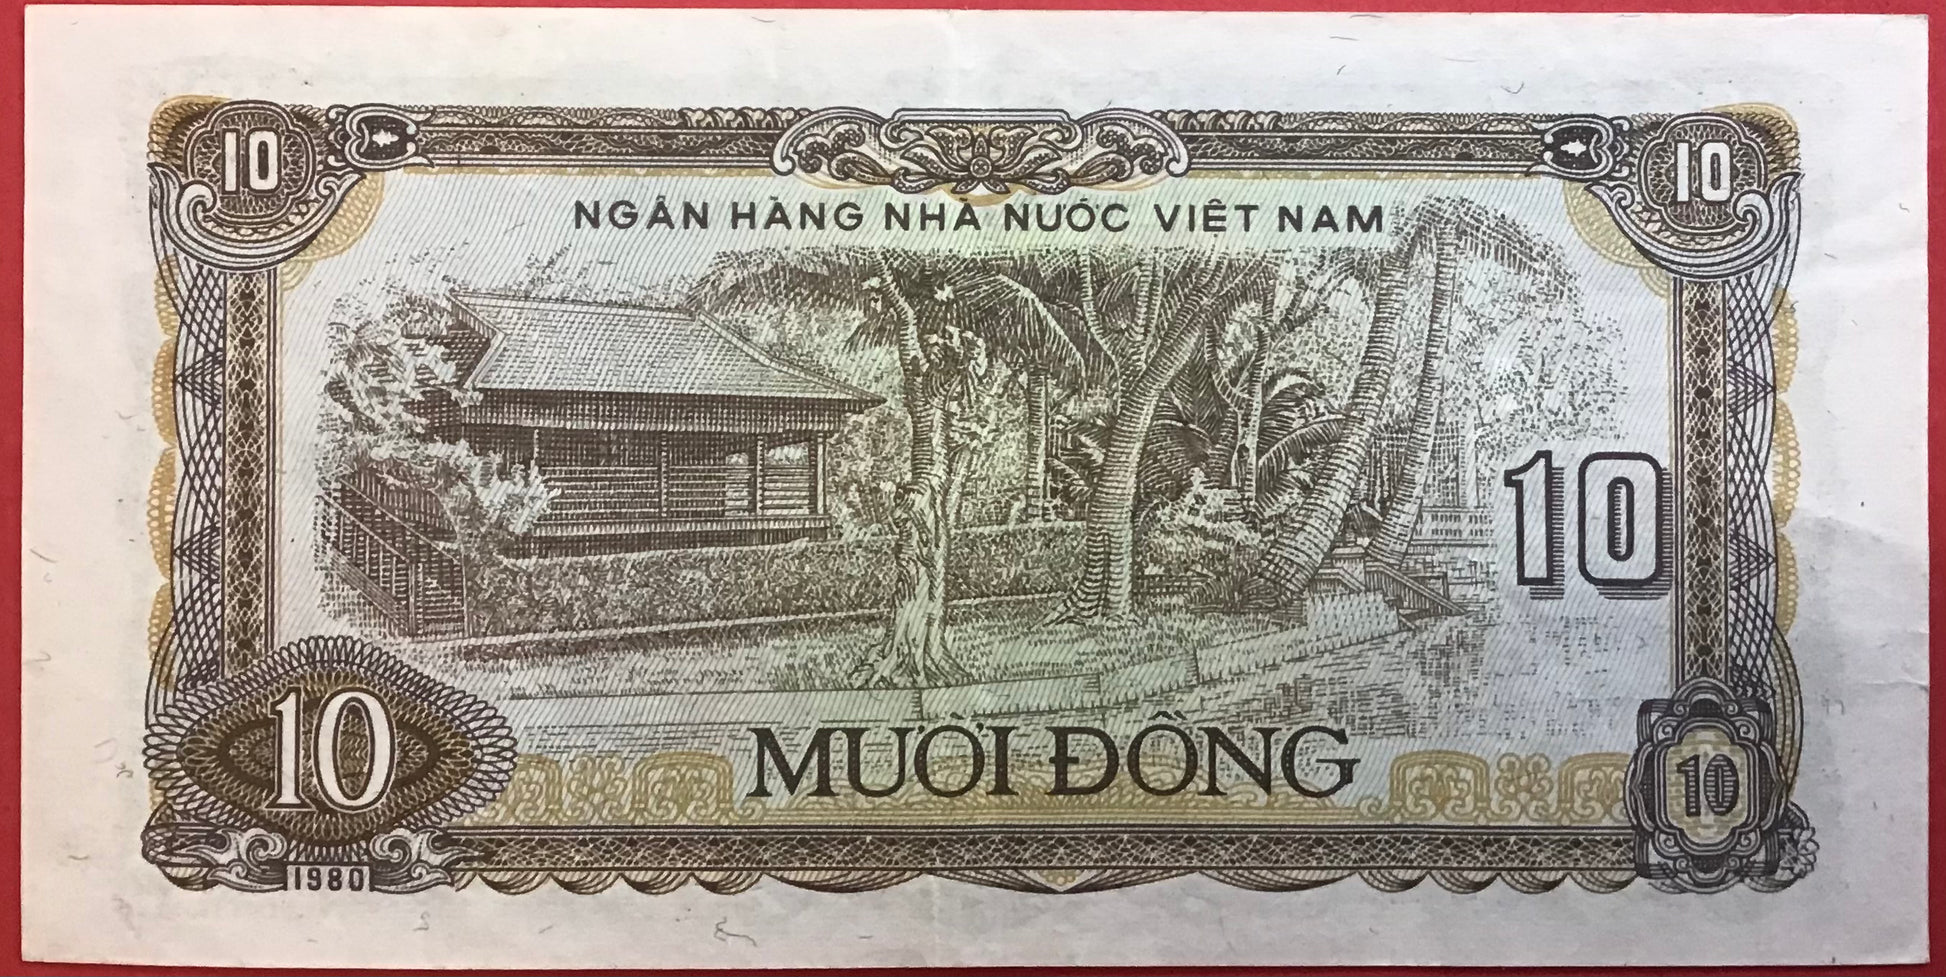 10 10
NGÂN HÀNG NHÀ NƯỚC VIỆT NAM
10
MƯỜI ĐỒNG
10 10
1980